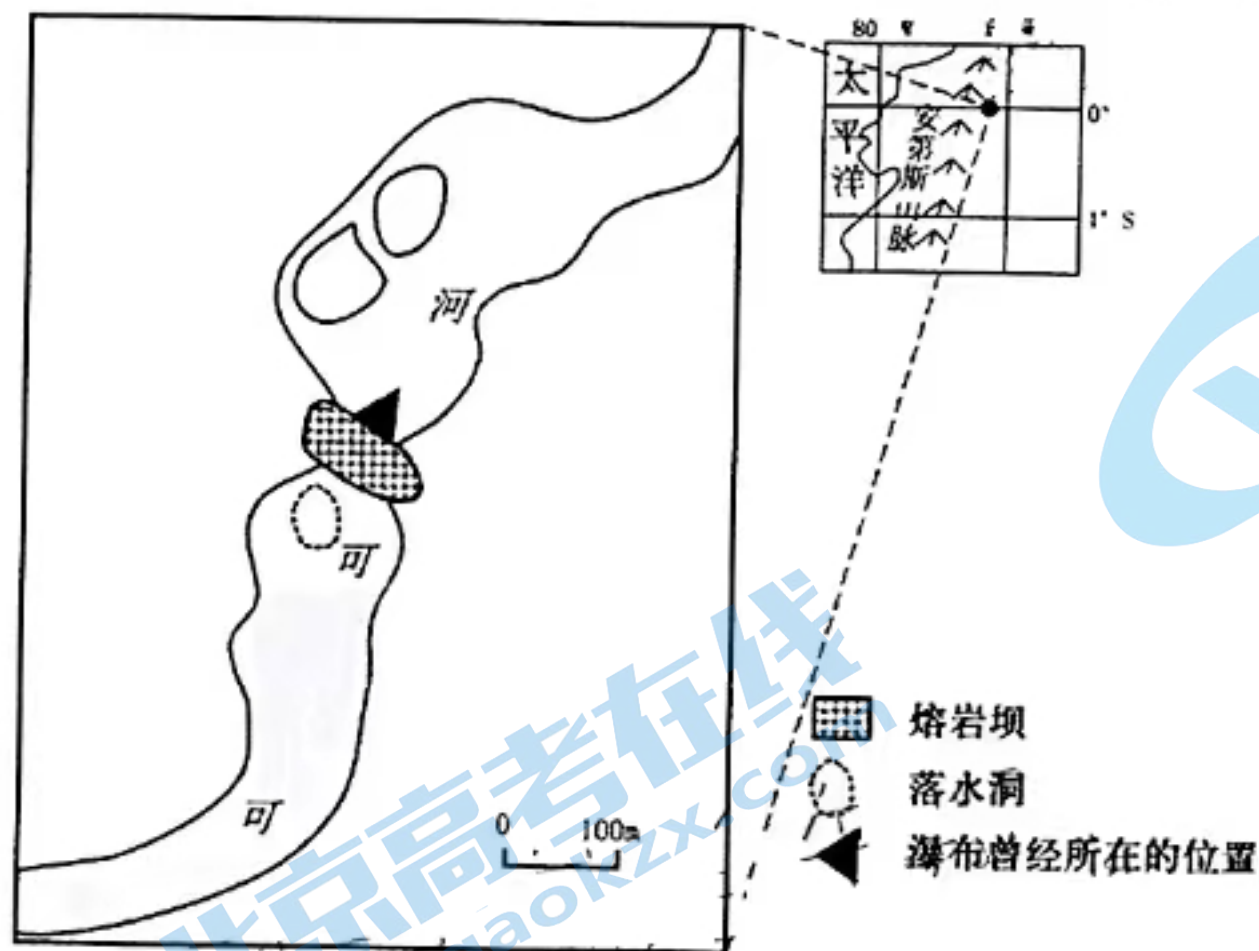 80
太平洋
安第斯山脉
0°
1° S
河
可
可
0 100m
熔岩坝
落水洞
瀑布曾经所在的位置
北京高考在线
gaokzx.com